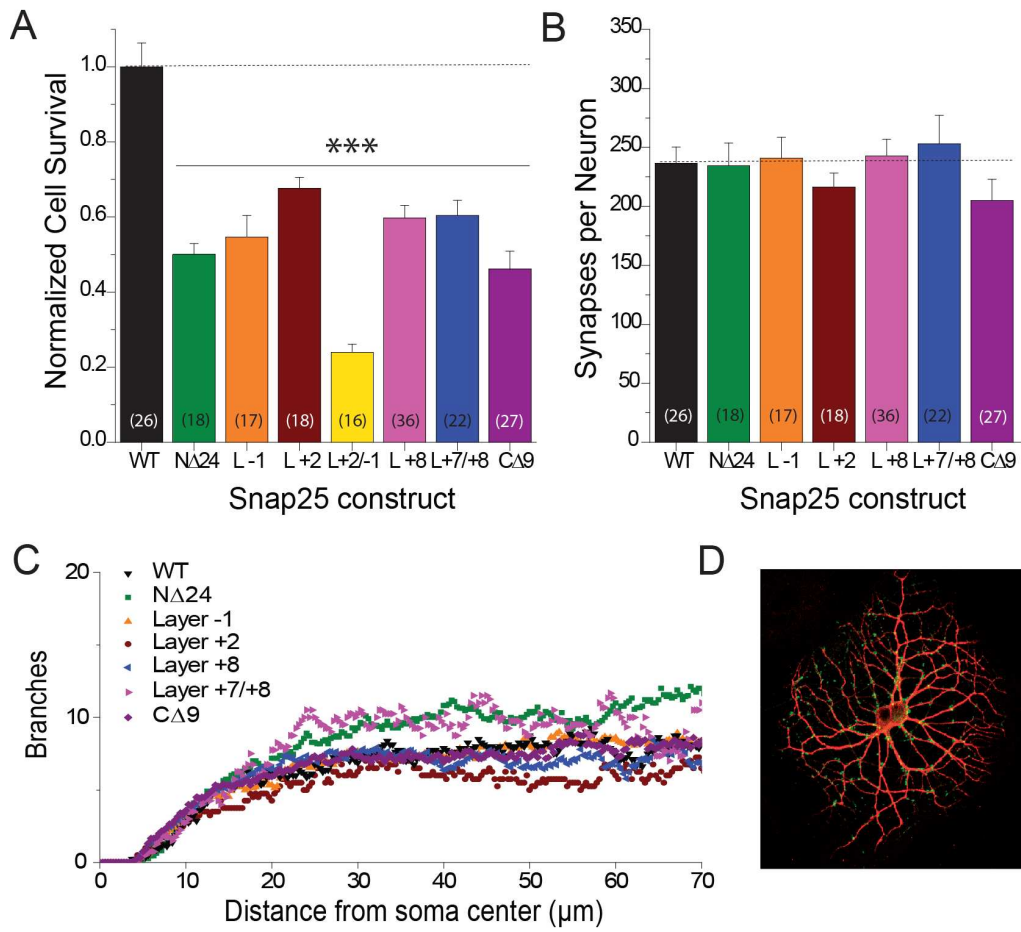 A
Normalized Cell Survival
1.0
0.8
0.6
0.4
0.2
0.0
***
(26) (18) (17) (18) (16) (36) (22) (27)
WT NΔ24 L -1 L +2 L+2/-1 L +8 L+7/+8 CΔ9
Snap25 construct
B
Synapses per Neuron
350
300
250
200
150
100
50
0
(26) (18) (17) (18) (36) (22) (27)
WT NΔ24 L -1 L +2 L +8 L+7/+8 CΔ9
Snap25 construct
C
Branches
20
10
0
WT
NΔ24
Layer -1
Layer +2
Layer +8
Layer +7/+8
CΔ9
0 10 20 30 40 50 60 70
Distance from soma center (µm)
D